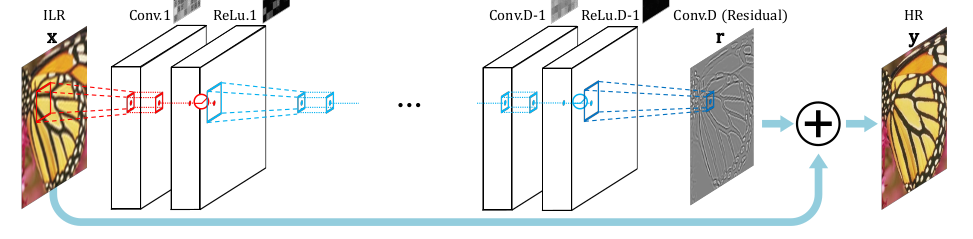 ILR
x
Conv.1
ReLu.1
...
Conv.D-1
ReLu.D-1
Conv.D (Residual)
r
+
HR
y